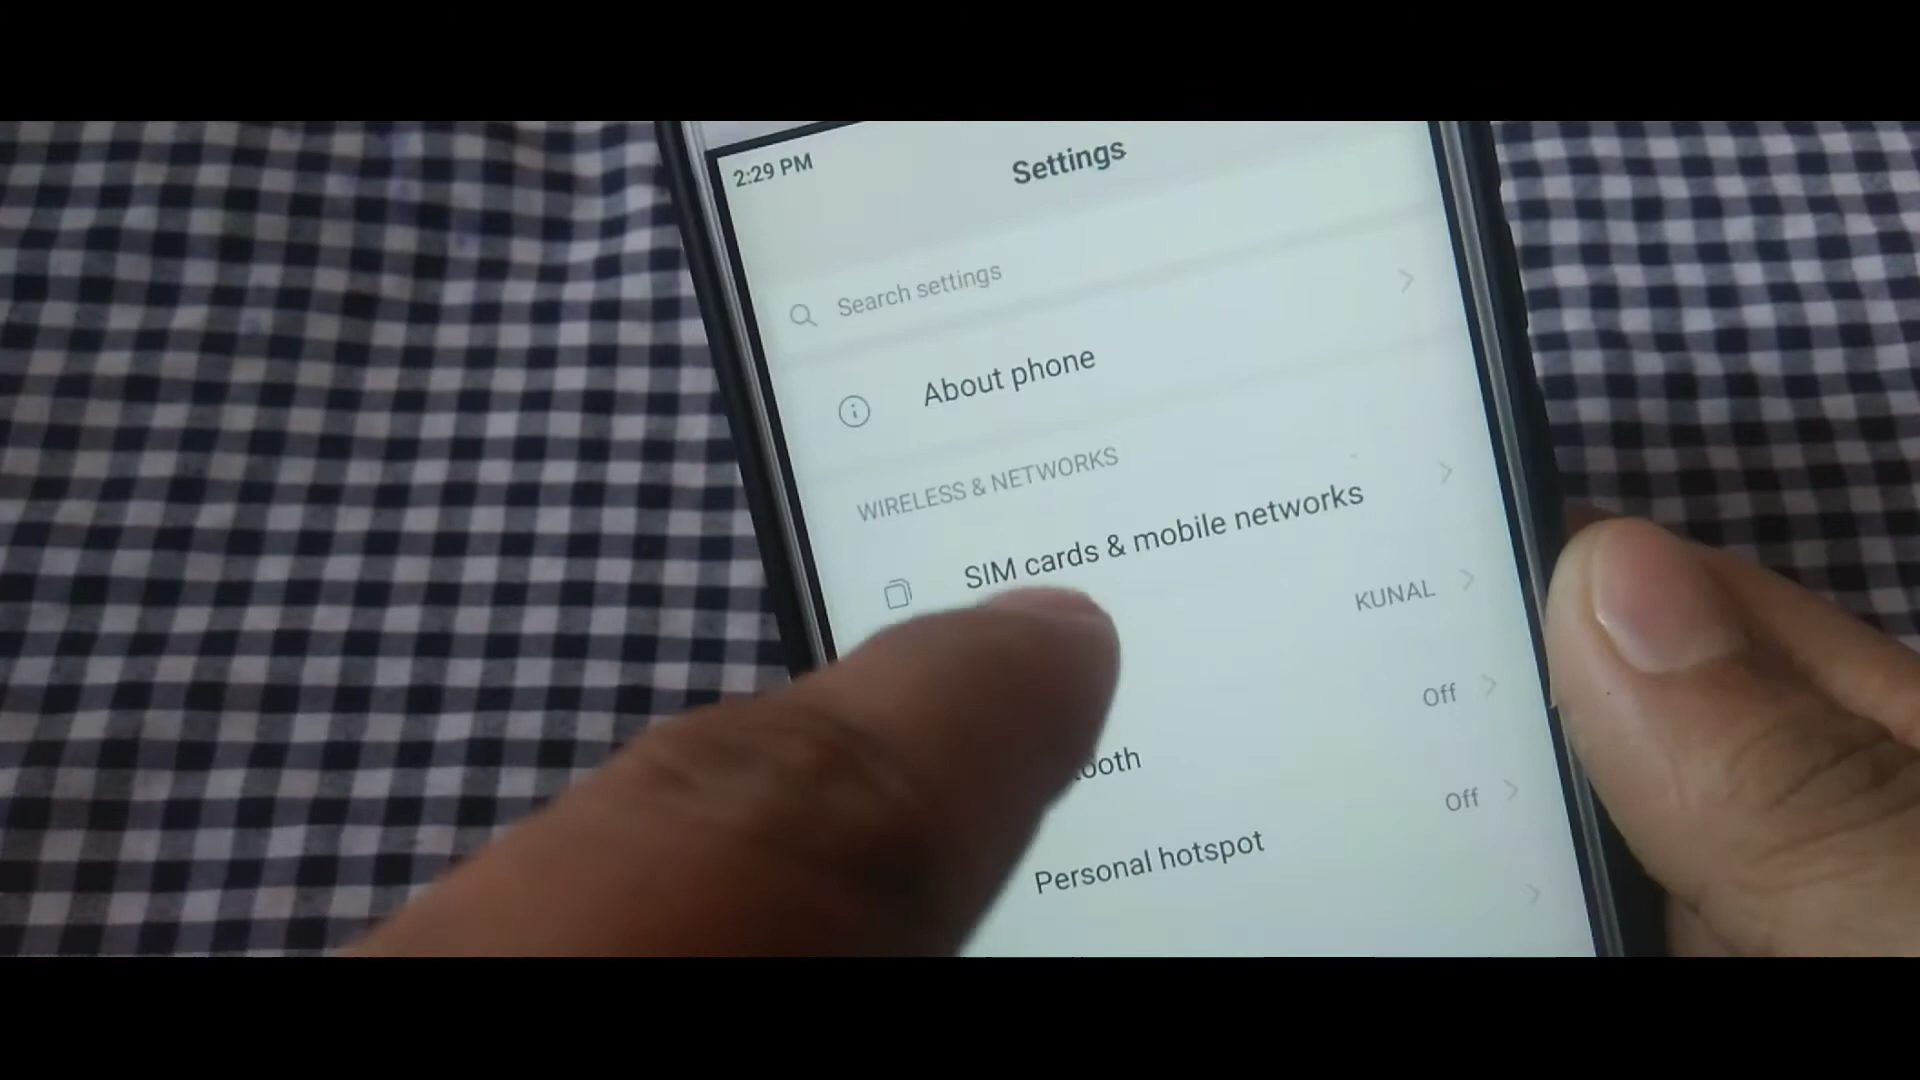 2:29 PM
Settings
Search settings
About phone
WIRELESS & NETWORKS
SIM cards & mobile networks
KUNAL
Off
Off
Personal hotspot